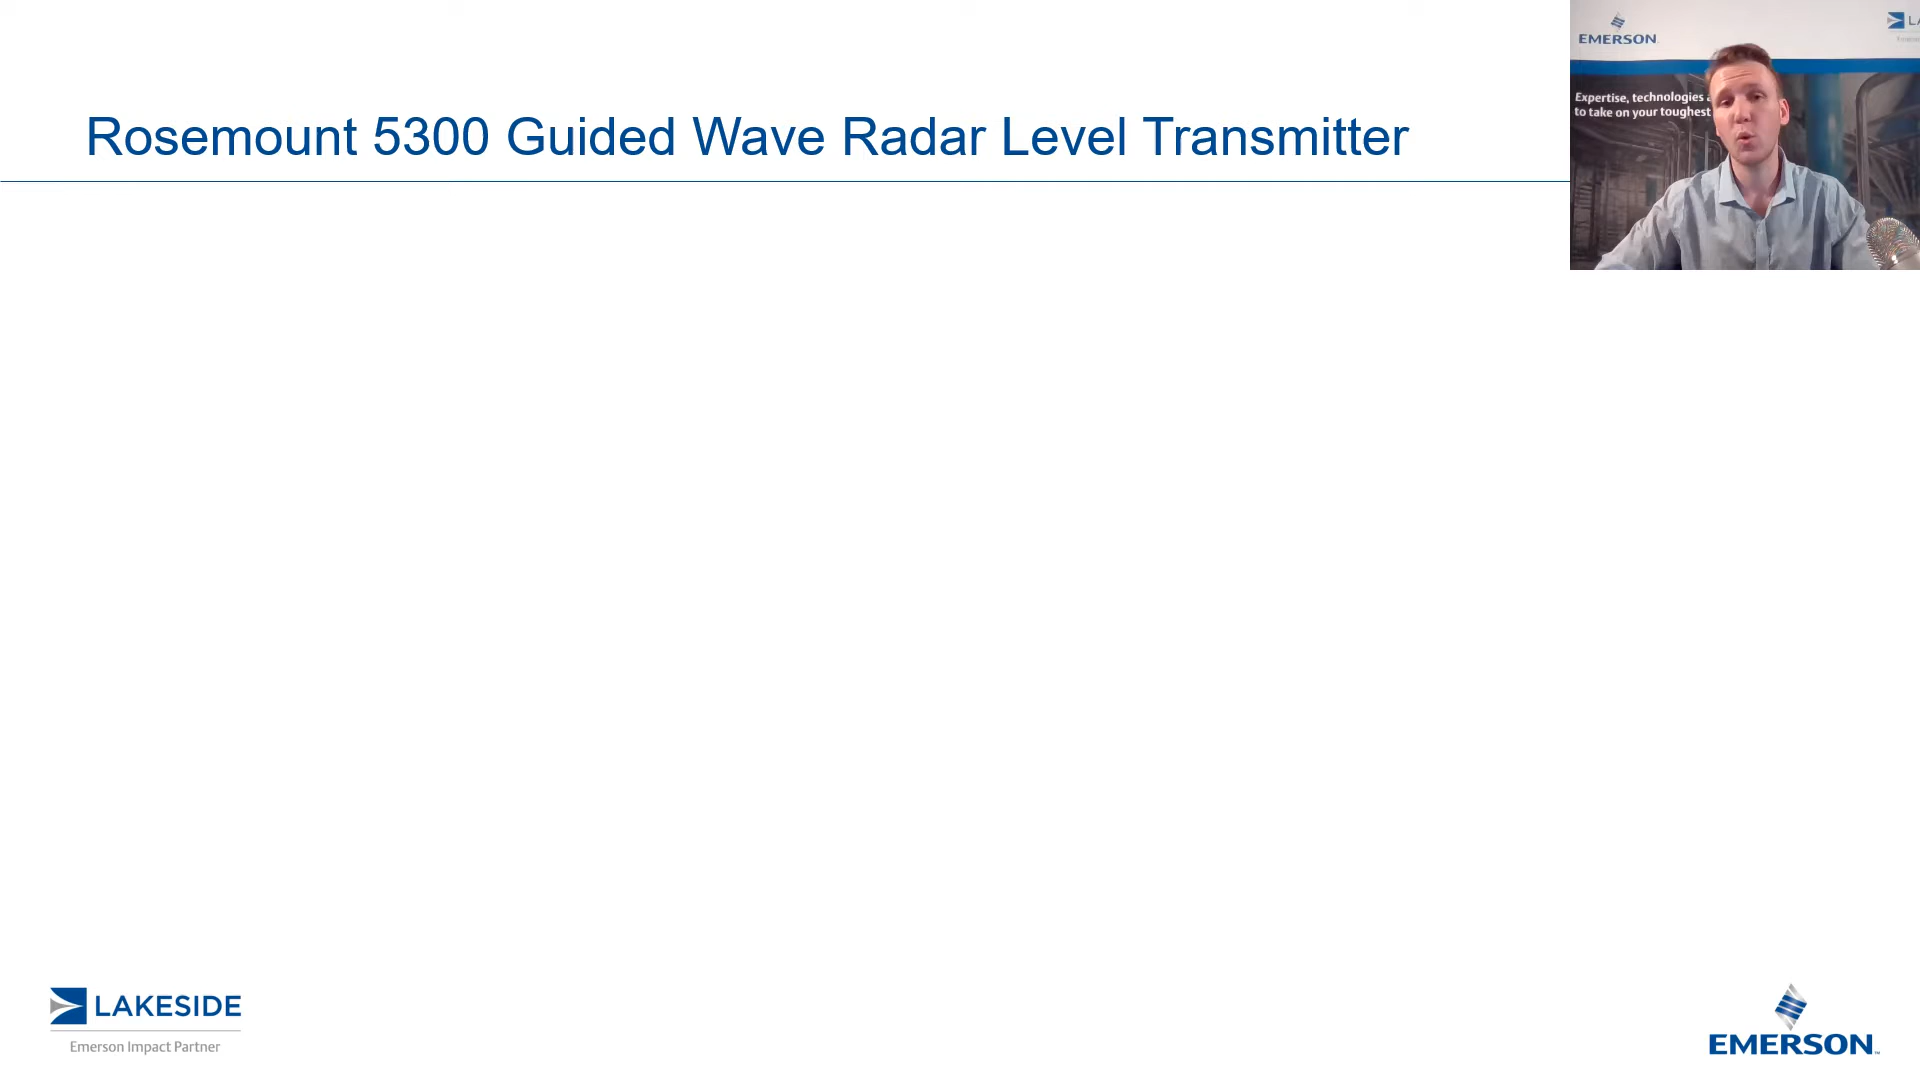 EMERSON
Expertise, technologies
to take on your toughest
Rosemount 5300 Guided Wave Radar Level Transmitter
LAKESIDE
Emerson Impact Partner
EMERSON